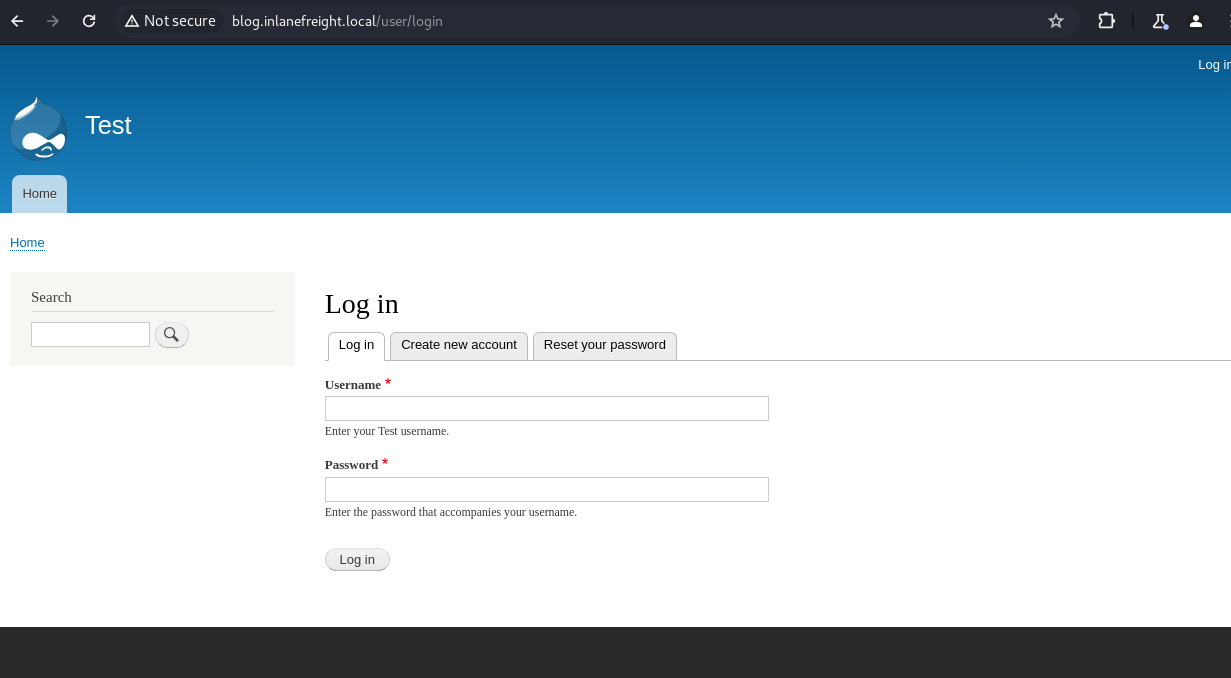 Not secure blog.inlanefreight.local/user/login
Test
Home
Home
Search
Log in
Log in Create new account Reset your password
Username *
Enter your Test username.
Password *
Enter the password that accompanies your username.
Log in